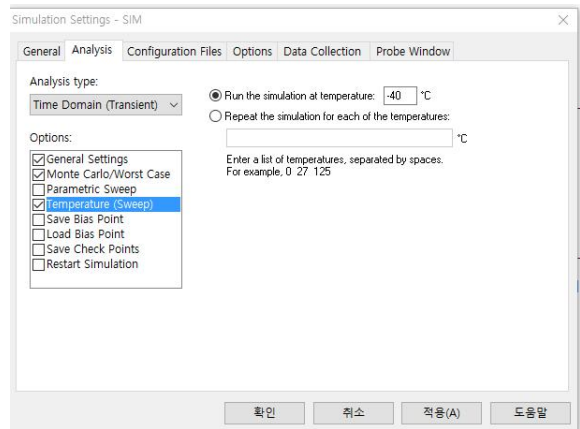 Simulation Settings - SIM
General Analysis Configuration Files Options Data Collection Probe Window
Analysis type:
Time Domain (Transient)
Options:
General Settings
Monte Carlo/Worst Case
Parametric Sweep
Temperature (Sweep)
Save Bias Point
Load Bias Point
Save Check Points
Restart Simulation
Run the simulation at temperature: -40 °C
Repeat the simulation for each of the temperatures:
°C
Enter a list of temperatures, separated by spaces.
For example, 0 27 125
확인 취소 적용(A) 도움말